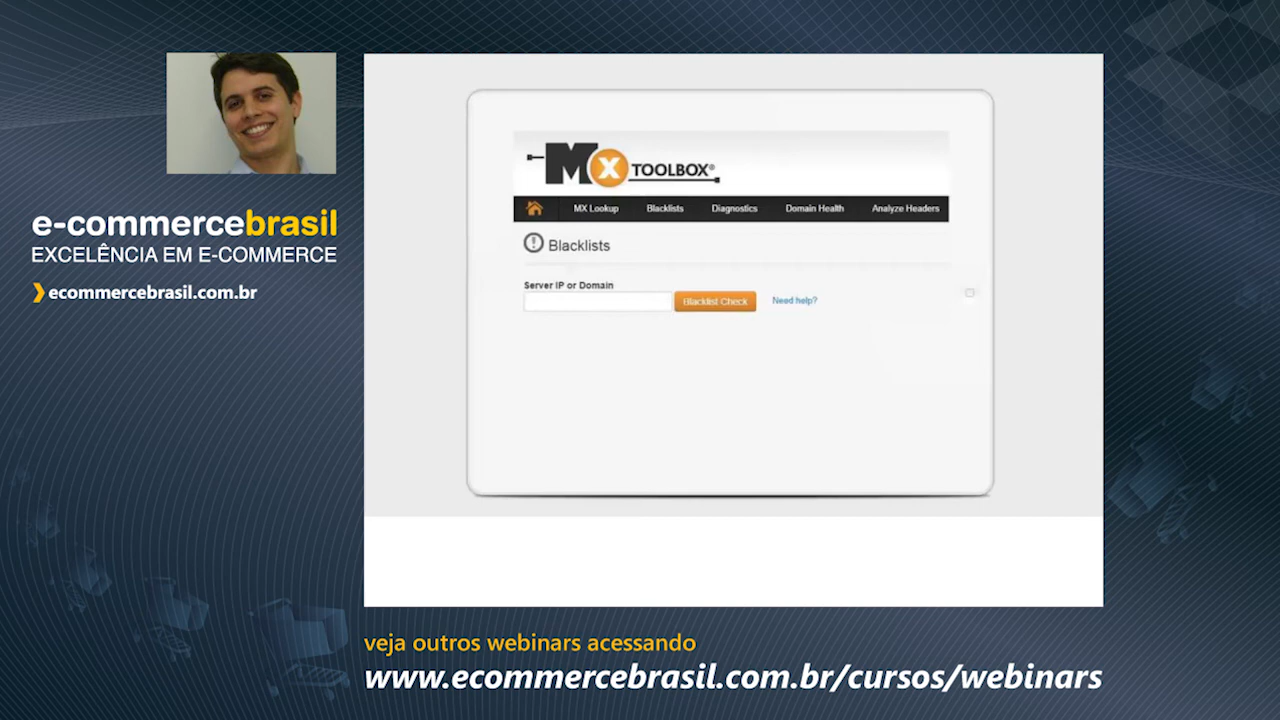 e-commercebrasil
EXCELÊNCIA EM E-COMMERCE
ecommercebrasil.com.br
MX TOOLBOX®
MX Lookup Blacklists Diagnostics Domain Health Analyze Headers
Blacklists
Server IP or Domain
Blacklist Check Need help?
veja outros webinars acessando
www.ecommercebrasil.com.br/cursos/webinars